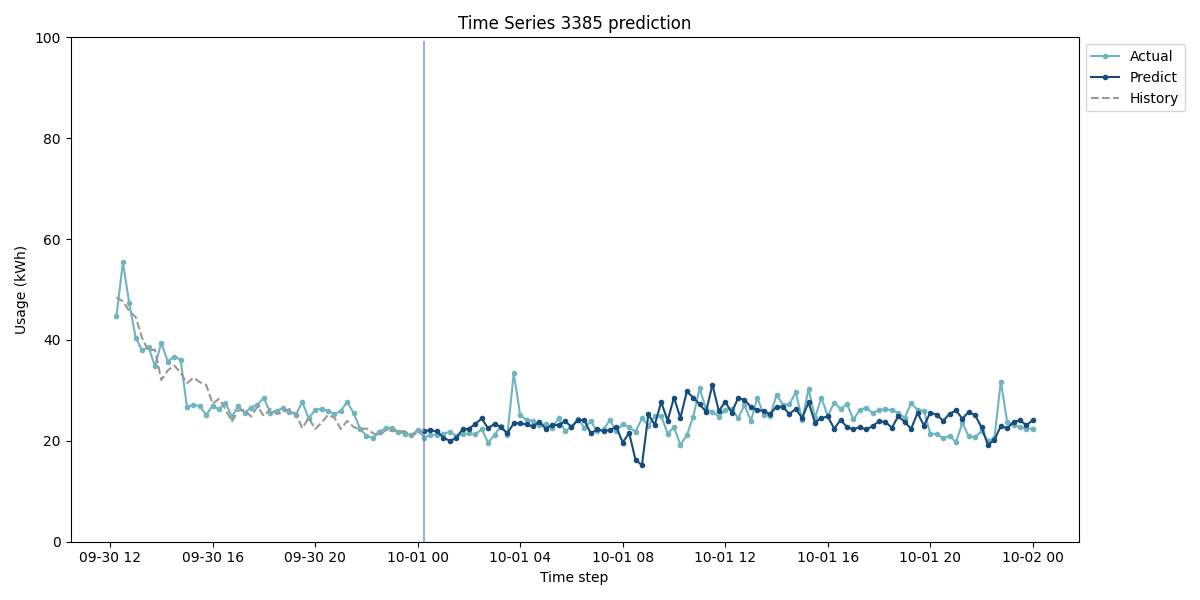 Time Series 3385 prediction
100
80
60
40
20
0
Usage (kWh)
09-30 12
09-30 16
09-30 20
10-01 00
10-01 04
10-01 08
10-01 12
10-01 16
10-01 20
10-02 00
Time step
Actual
Predict
History